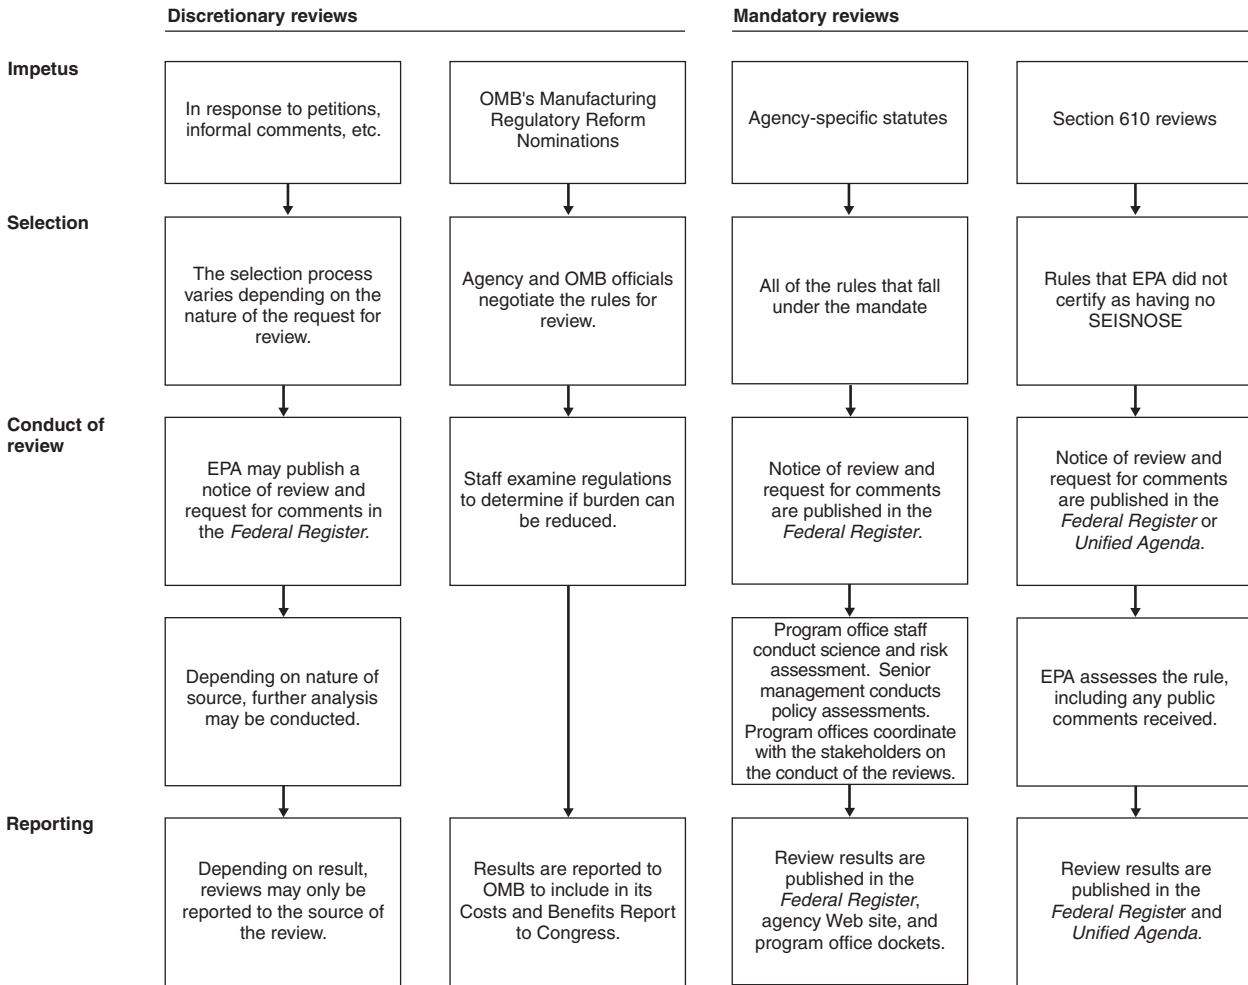 Discretionary reviews
Mandatory reviews
Impetus
In response to petitions,
informal comments, etc.
OMB's Manufacturing
Regulatory Reform
Nominations
Agency-specific statutes
Section 610 reviews
Selection
The selection process
varies depending on the
nature of the request for
review.
Agency and OMB officials
negotiate the rules for
review.
All of the rules that fall
under the mandate
Rules that EPA did not
certify as having no
SEISNOSE
Conduct of
review
EPA may publish a
notice of review and
request for comments in
the Federal Register.
Staff examine regulations
to determine if burden can
be reduced.
Notice of review and
request for comments
are published in the
Federal Register.
Notice of review and
request for comments
are published in the
Federal Register or
Unified Agenda.
Depending on nature of
source, further analysis
may be conducted.
Program office staff
conduct science and risk
assessment. Senior
management conducts
policy assessments.
Program offices coordinate
with the stakeholders on
the conduct of the reviews.
EPA assesses the rule,
including any public
comments received.
Reporting
Depending on result,
reviews may only be
reported to the source of
the review.
Results are reported to
OMB to include in its
Costs and Benefits Report
to Congress.
Review results are
published in the
Federal Register,
agency Web site, and
program office dockets.
Review results are
published in the
Federal Register and
Unified Agenda.